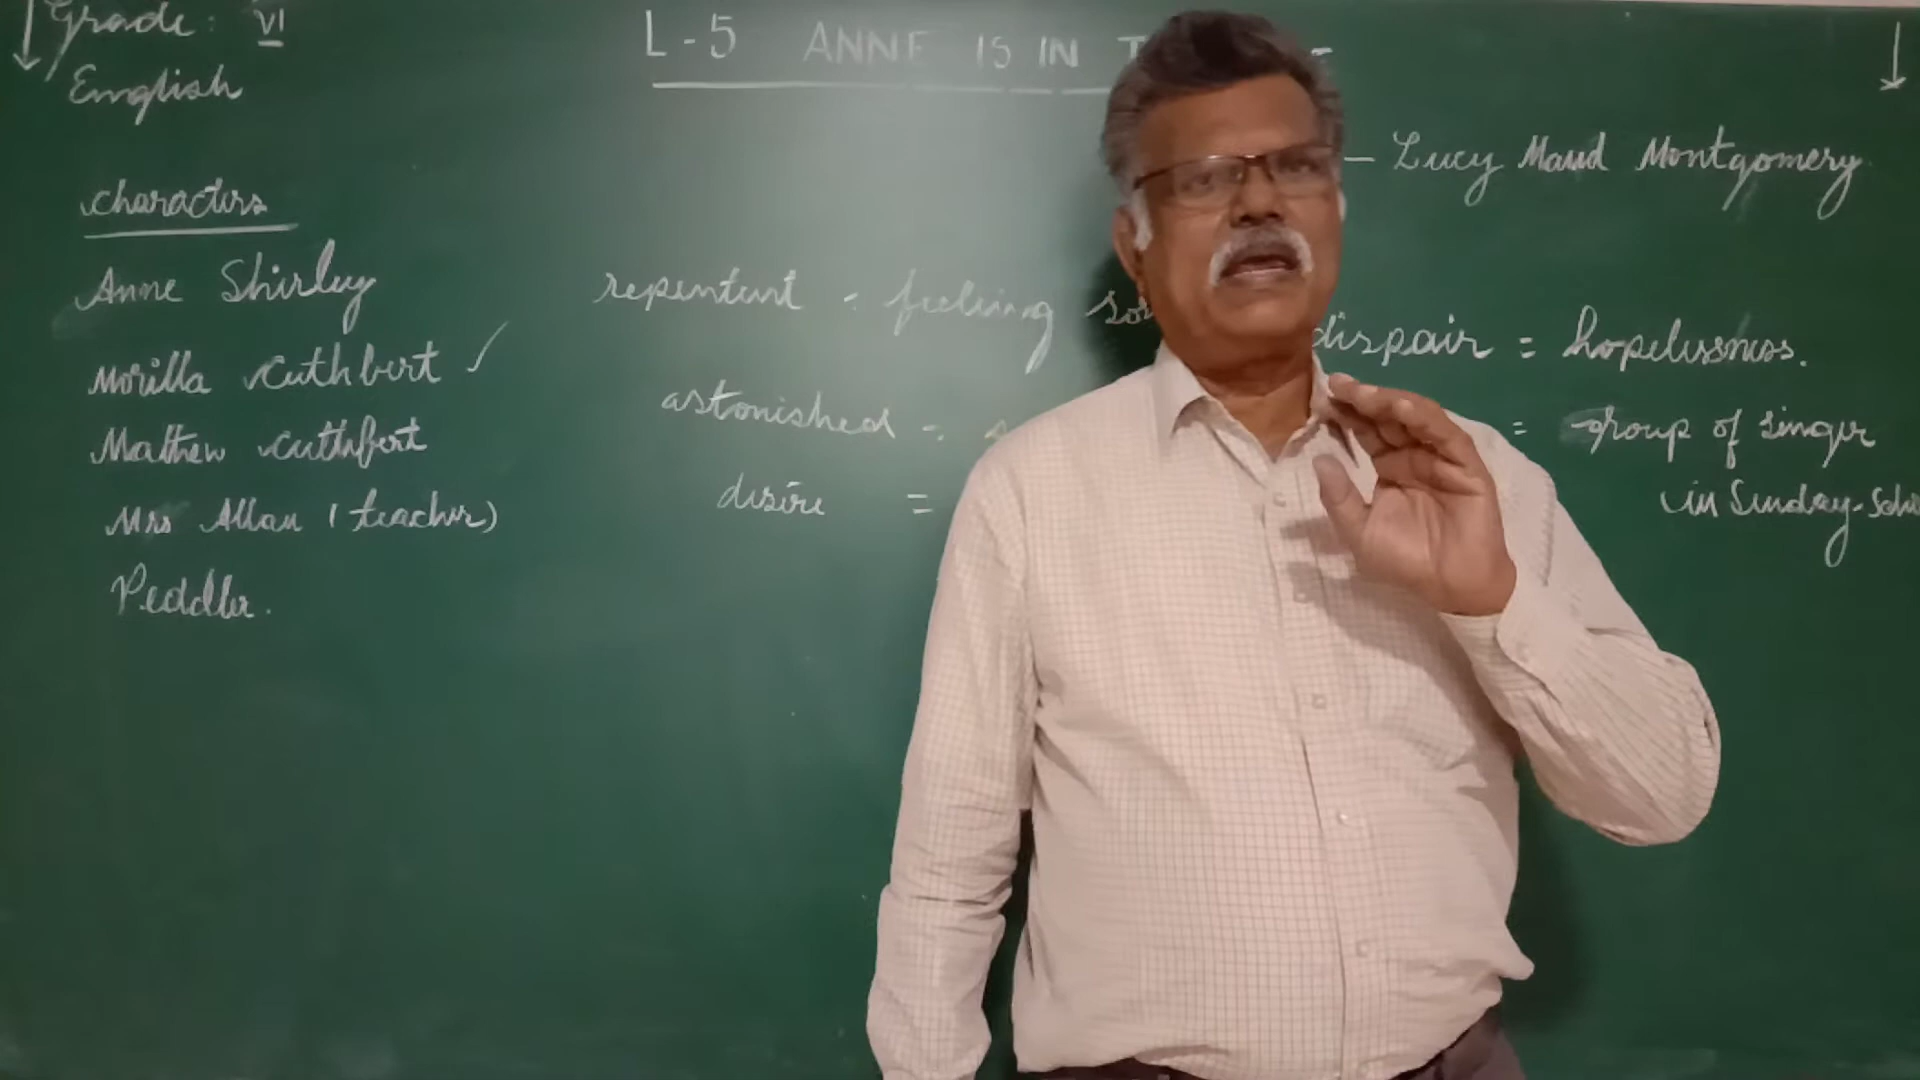 Grade: VI
English
L-5 ANNE IS IN
— Lucy Maud Montgomery
characters
Anne Shirley
Morilla Cuthbert ✓
Mathew Cuthbert
Mrs Allan (teacher)
Peddler.
repentent : feeling
astonished =
desire =
dispair = hopelessness.
= group of singer
in Sunday-